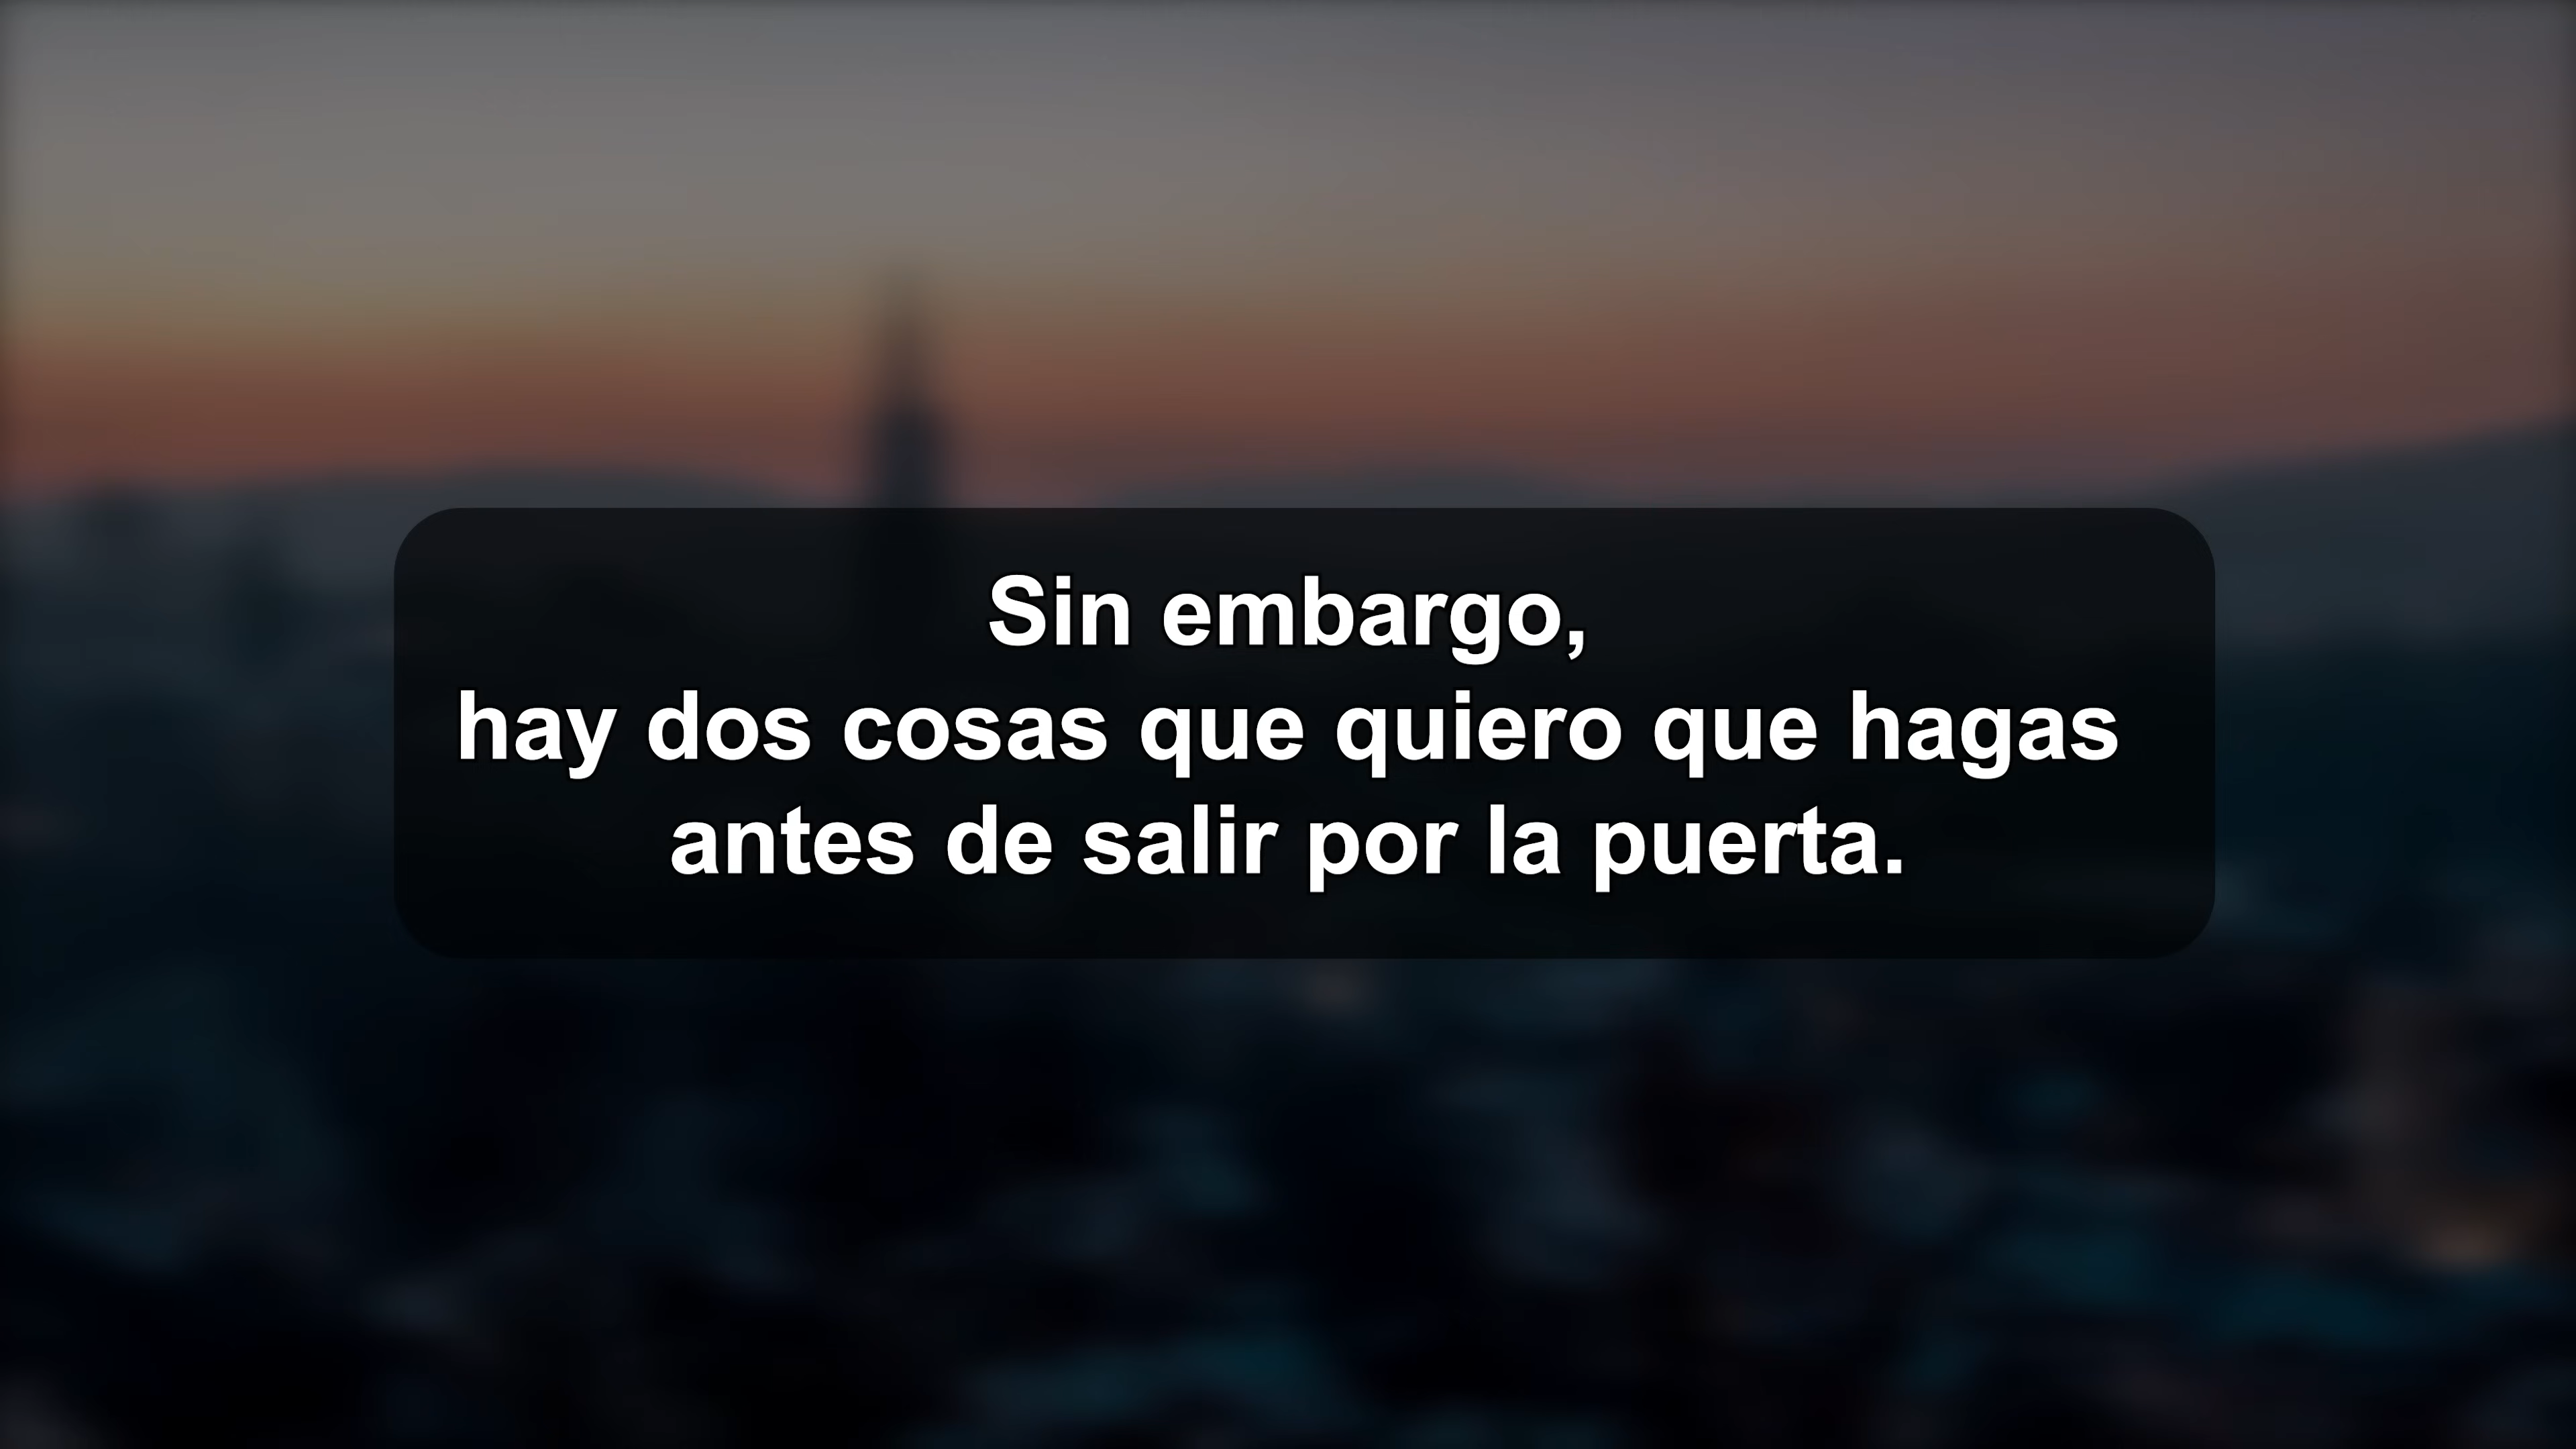 Sin embargo,
hay dos cosas que quiero que hagas
antes de salir por la puerta.